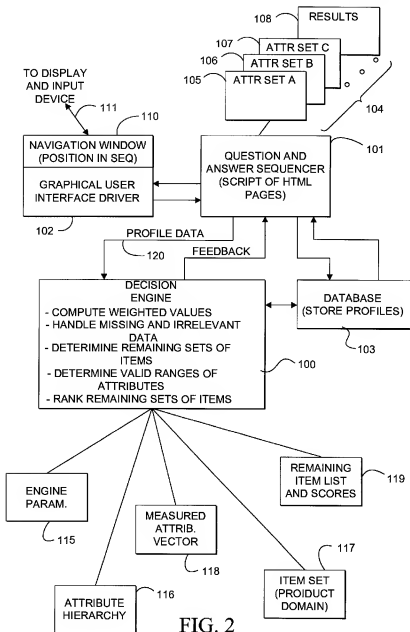 108
RESULTS
107
ATTR SET C
106
ATTR SET B
105
ATTR SET A
104
TO DISPLAY
AND INPUT
DEVICE
111
110
101
NAVIGATION WINDOW
(POSITION IN SEQ)
GRAPHICAL USER
INTERFACE DRIVER
102
QUESTION AND
ANSWER SEQUENCER
(SCRIPT OF HTML
PAGES)
PROFILE DATA
120
FEEDBACK
DECISION
ENGINE
- COMPUTE WEIGHTED VALUES
- HANDLE MISSING AND IRRELEVANT
DATA
- DETERIMINE REMAINING SETS OF
ITEMS
- DETERMINE VALID RANGES OF
ATTRIBUTES
- RANK REMAINING SETS OF ITEMS
100
DATABASE
(STORE PROFILES)
103
ENGINE
PARAM.
115
MEASURED
ATTRIB.
VECTOR
118
REMAINING
ITEM LIST
AND SCORES
119
ATTRIBUTE
HIERARCHY
116
ITEM SET
(PROIDUCT
DOMAIN)
117
FIG. 2